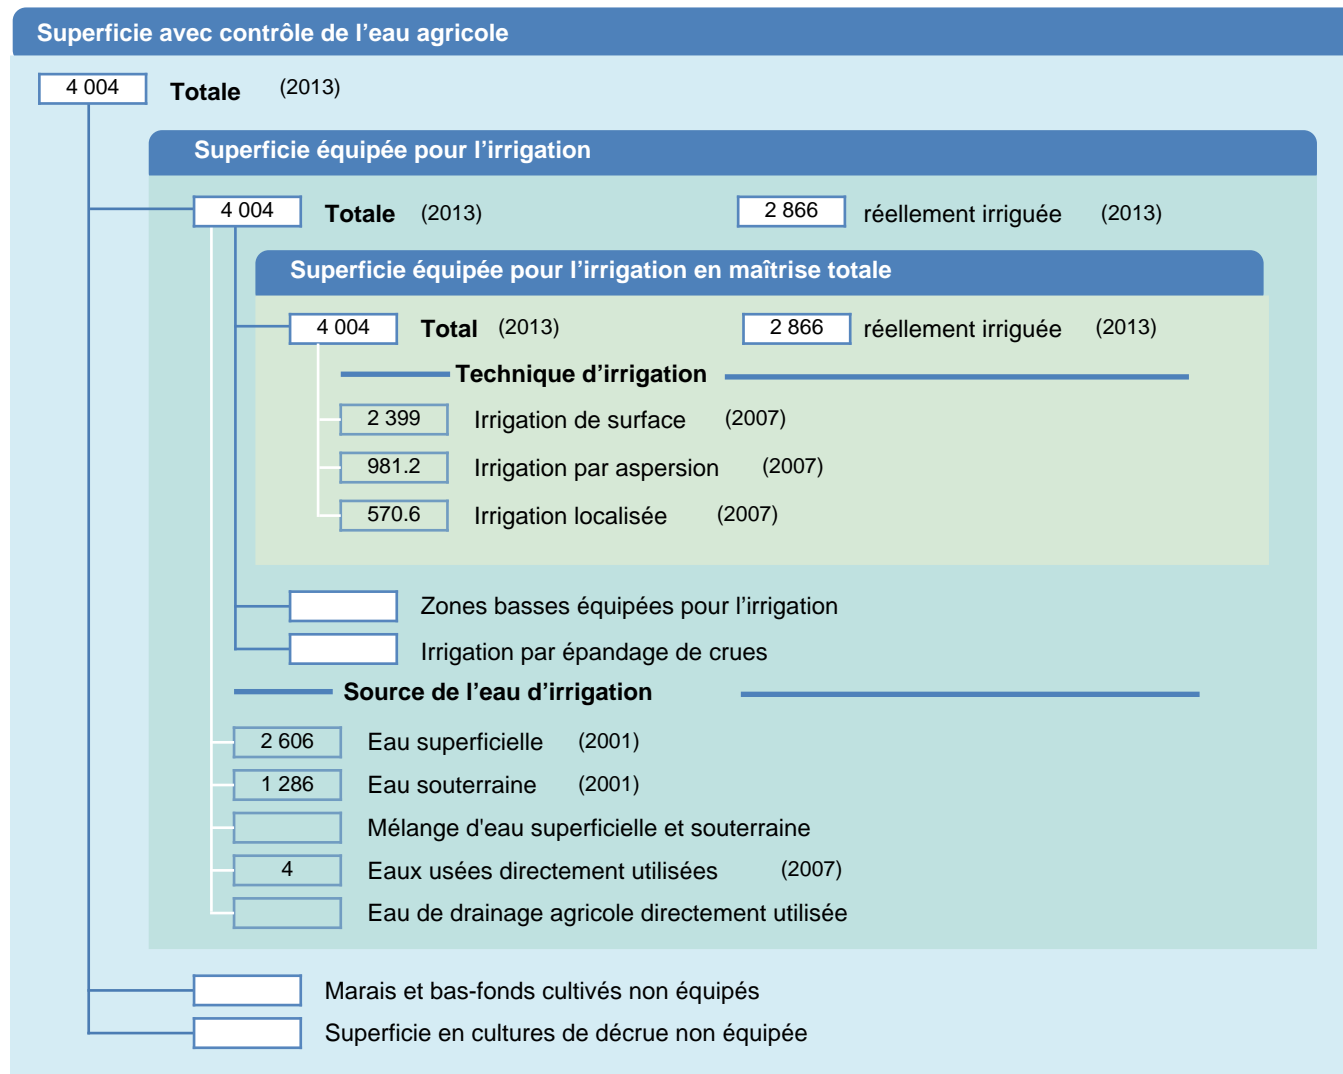 Superficie avec contrôle de l’eau agricole
4 004 Totale (2013)
Superficie équipée pour l’irrigation
4 004 Totale (2013) 2 866 réellement irriguée (2013)
Superficie équipée pour l’irrigation en maîtrise totale
4 004 Total (2013) 2 866 réellement irriguée (2013)
Technique d’irrigation
2 399 Irrigation de surface (2007)
981.2 Irrigation par aspersion (2007)
570.6 Irrigation localisée (2007)
Zones basses équipées pour l’irrigation
Irrigation par épandage de crues
Source de l’eau d’irrigation
2 606 Eau superficielle (2001)
1 286 Eau souterraine (2001)
Mélange d'eau superficielle et souterraine
4 Eaux usées directement utilisées (2007)
Eau de drainage agricole directement utilisée
Marais et bas-fonds cultivés non équipés
Superficie en cultures de décrue non équipée